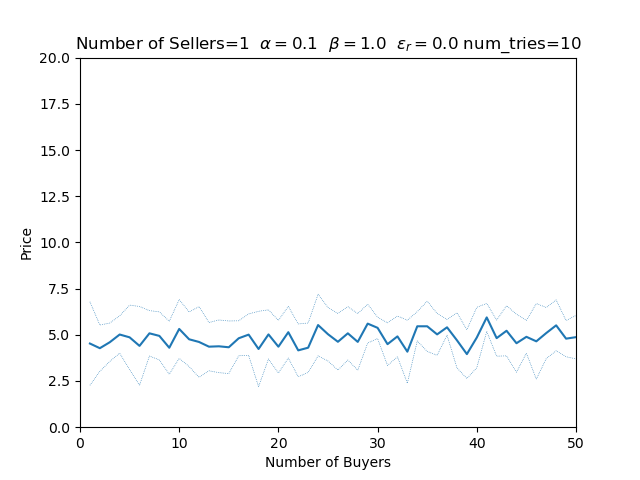 Number of Sellers=1 α = 0.1 β = 1.0 εᵣ = 0.0 num_tries=10
20.0
17.5
15.0
12.5
10.0
7.5
5.0
2.5
0.0
Price
0 10 20 30 40 50
Number of Buyers